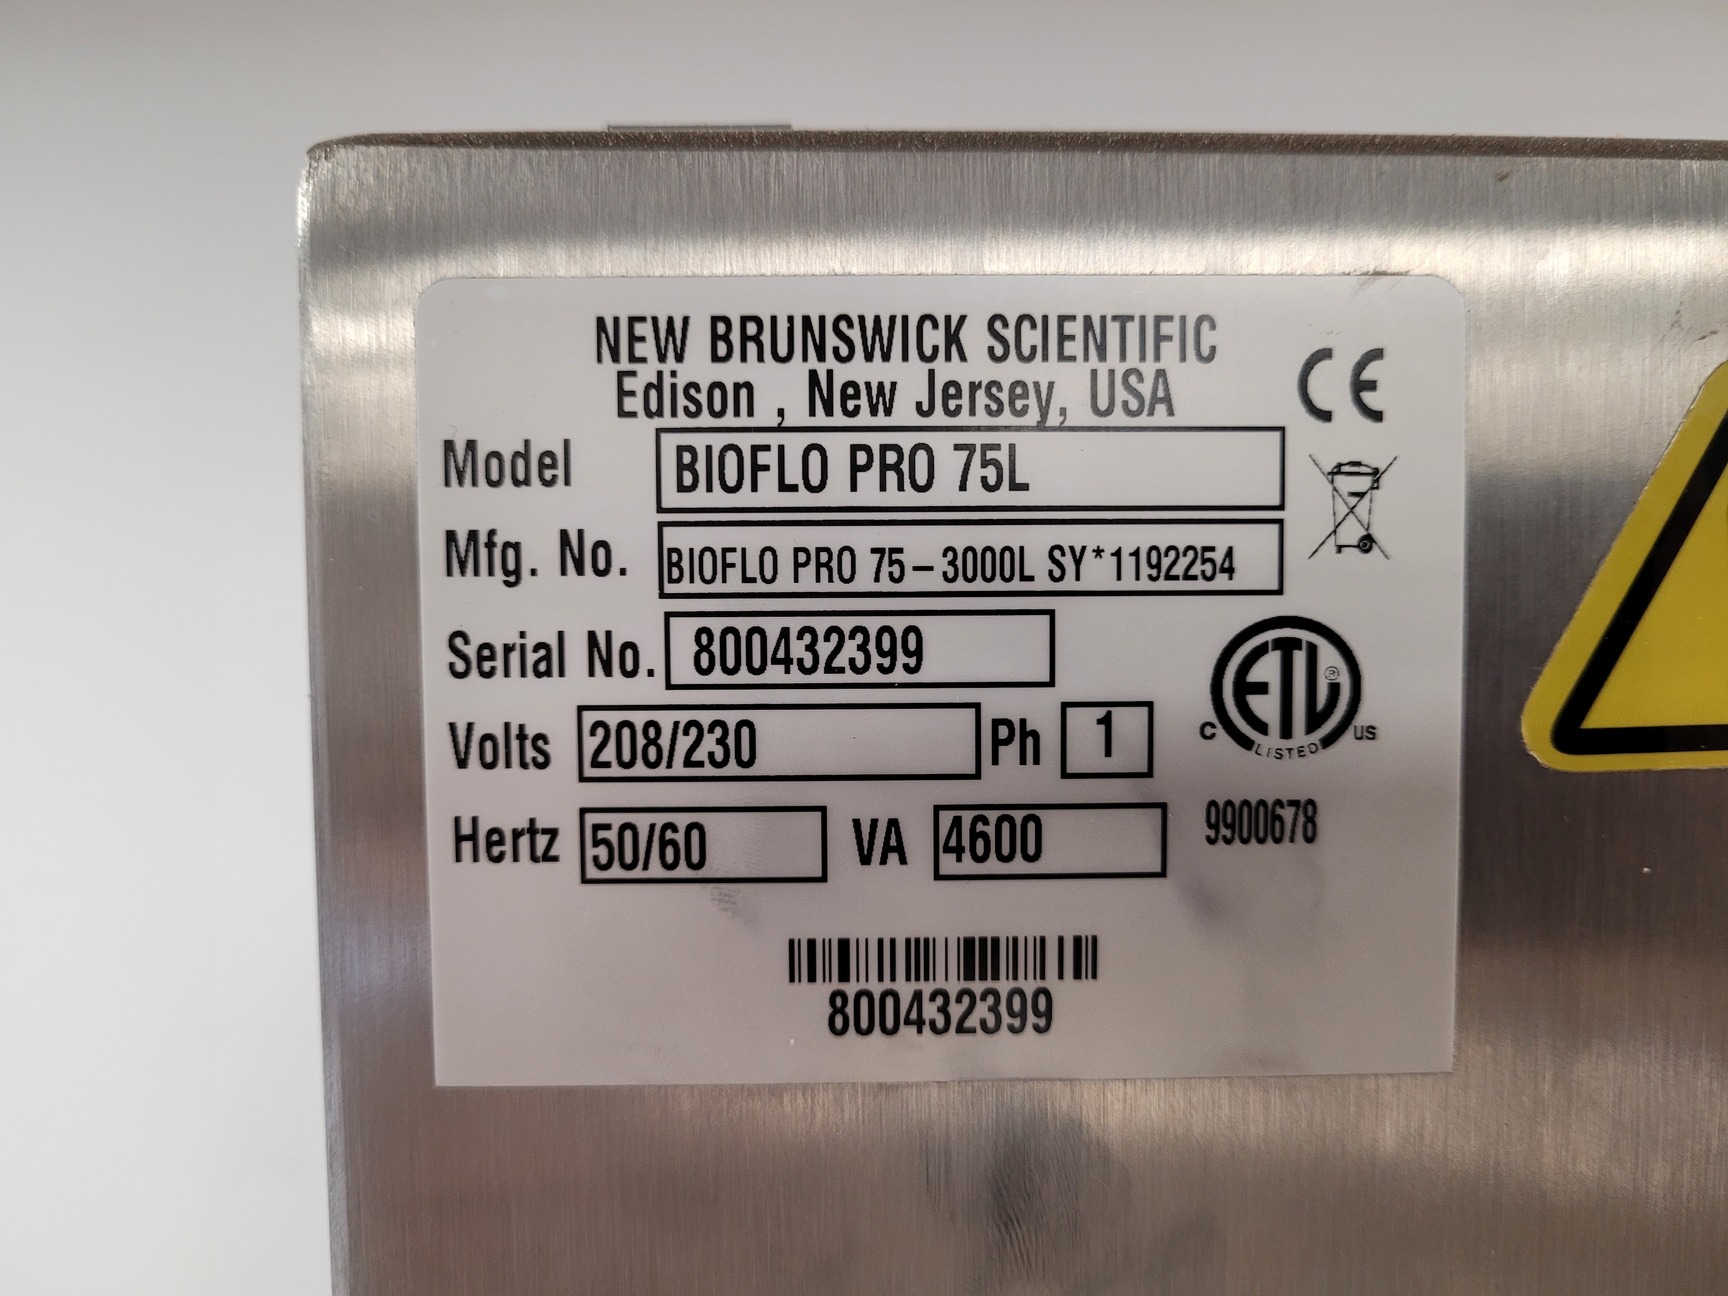 NEW BRUNSWICK SCIENTIFIC
Edison , New Jersey, USA
CE
Model BIOFLO PRO 75L
Mfg. No. BIOFLO PRO 75-3000L SY*1192254
Serial No. 800432399
Volts 208/230 Ph 1
Hertz 50/60 VA 4600
ETL ®
C LISTED US
9900678
800432399